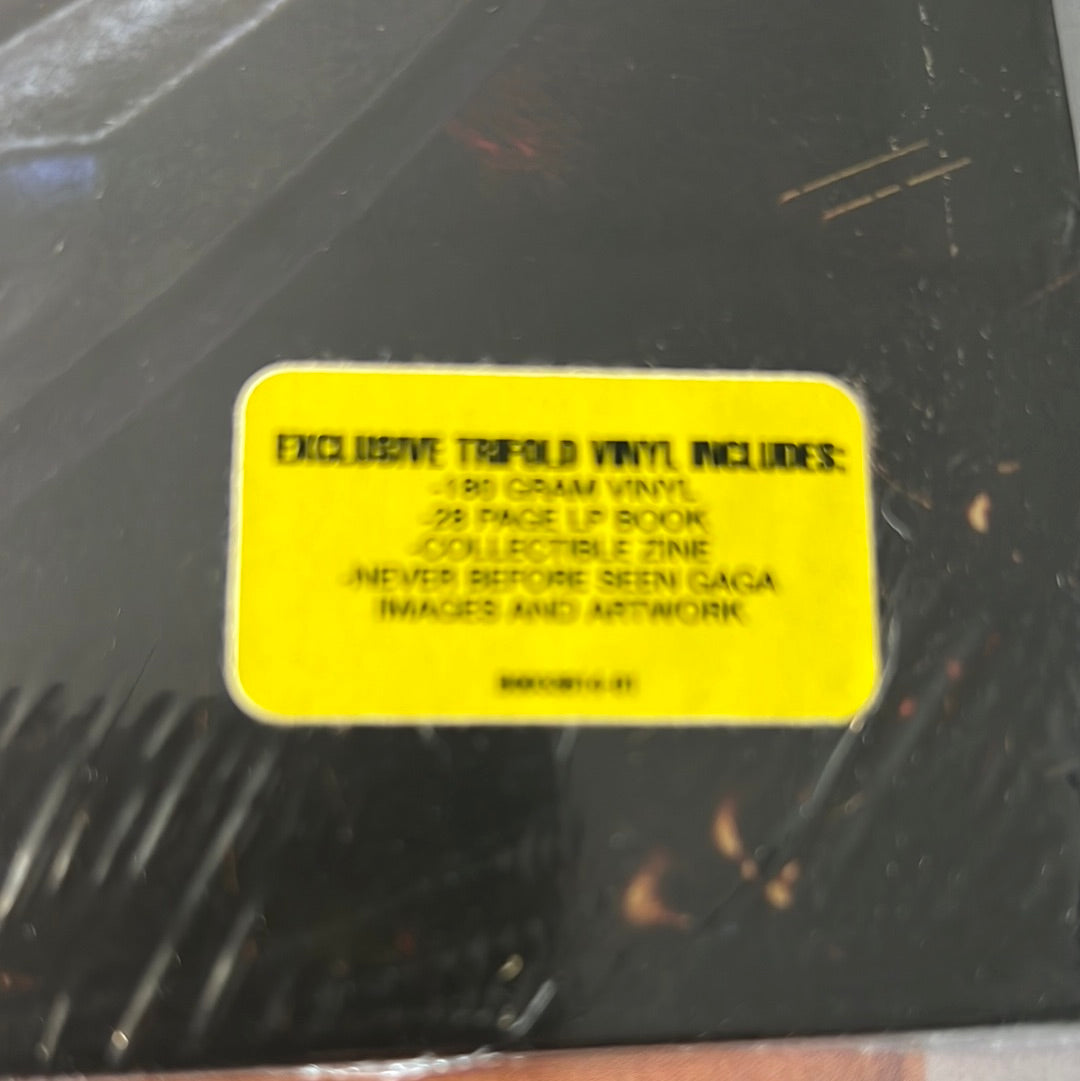 EXCLUSIVE TRIFOLD VINYL INCLUDES:
-180 GRAM VINYL
-28 PAGE LP BOOK
-COLLECTIBLE ZINE
-NEVER BEFORE SEEN GAGA
IMAGES AND ARTWORK